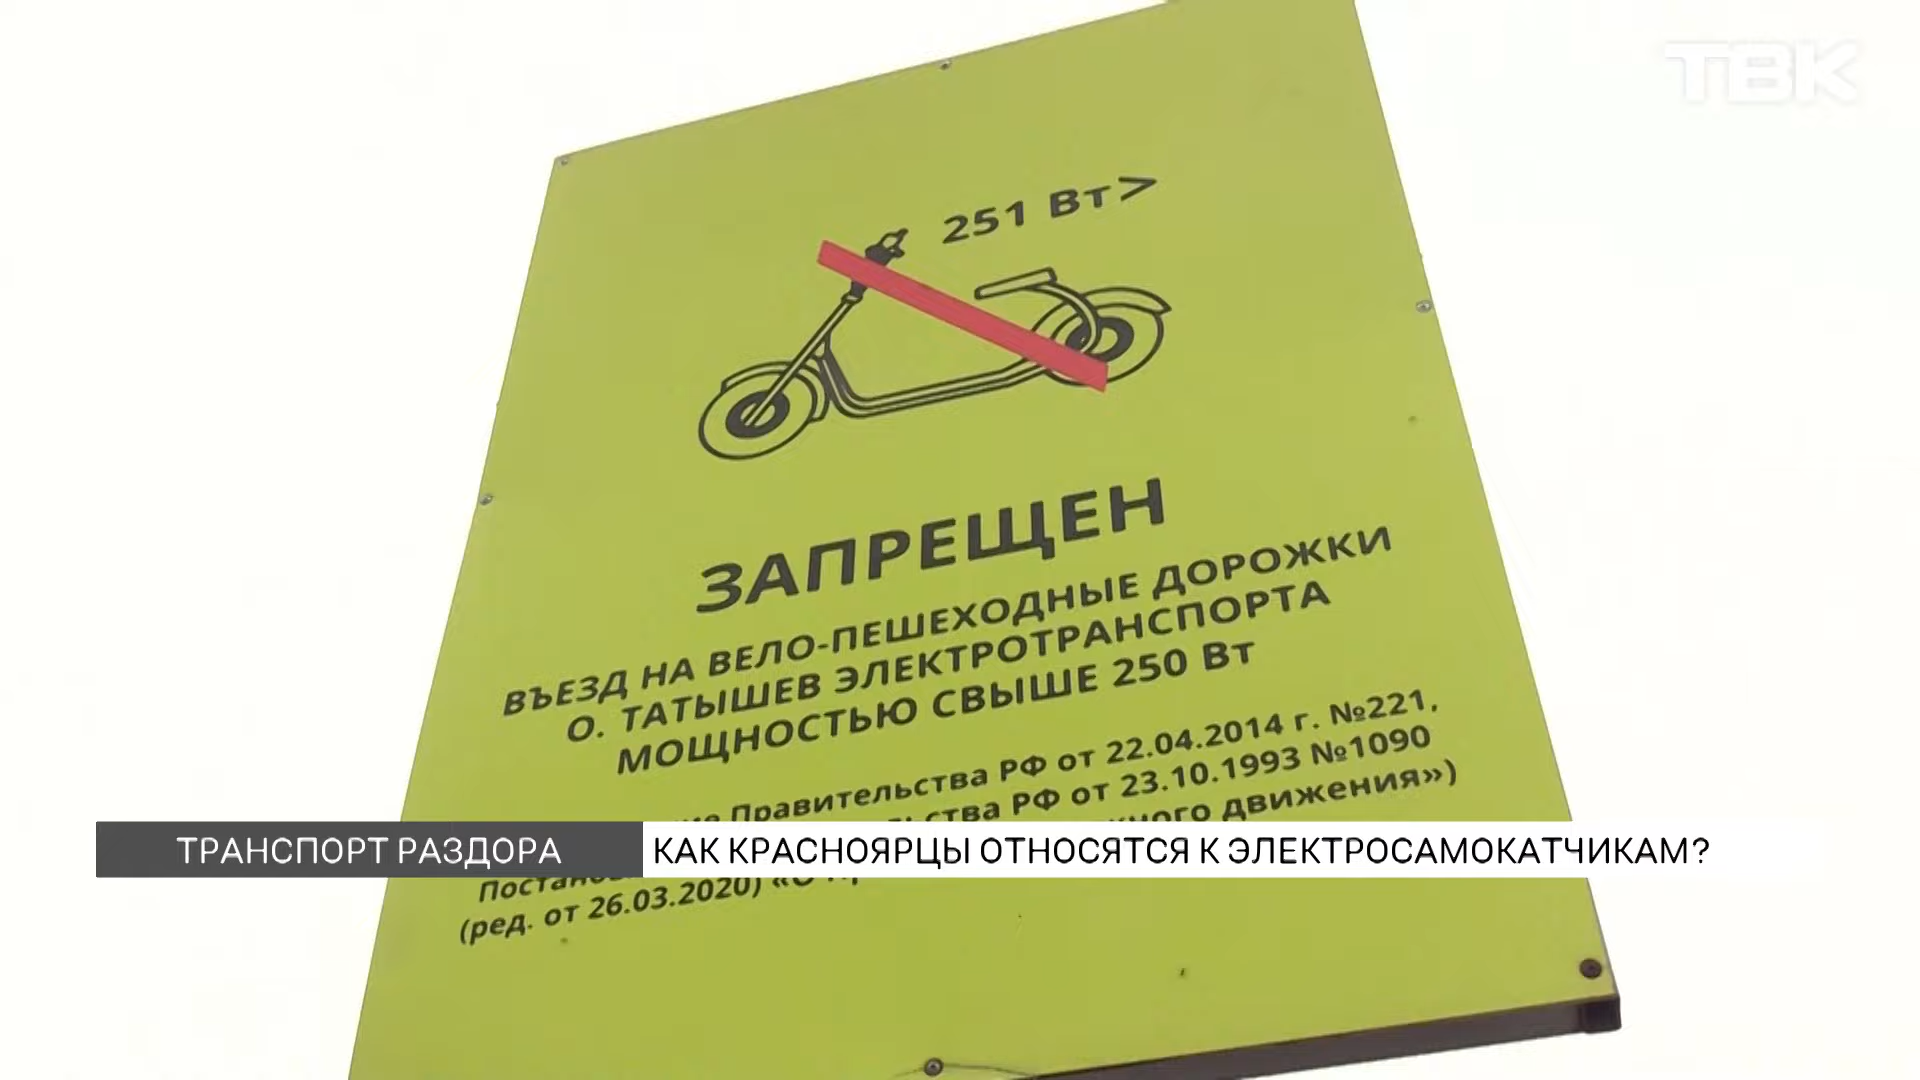 ТВК
251 Вт>
ЗАПРЕЩЕН
ВЪЕЗД НА ВЕЛО-ПЕШЕХОДНЫЕ ДОРОЖКИ
О. ТАТЫШЕВ ЭЛЕКТРОТРАНСПОРТА
МОЩНОСТЬЮ СВЫШЕ 250 Вт
Правительства РФ от 22.04.2014 г. №221,
РФ от 23.10.1993 №1090
(ред. от 26.03.2020)
движения»)
ТРАНСПОРТ РАЗДОРА
КАК КРАСНОЯРЦЫ ОТНОСЯТСЯ К ЭЛЕКТРОСАМОКАТЧИКАМ?